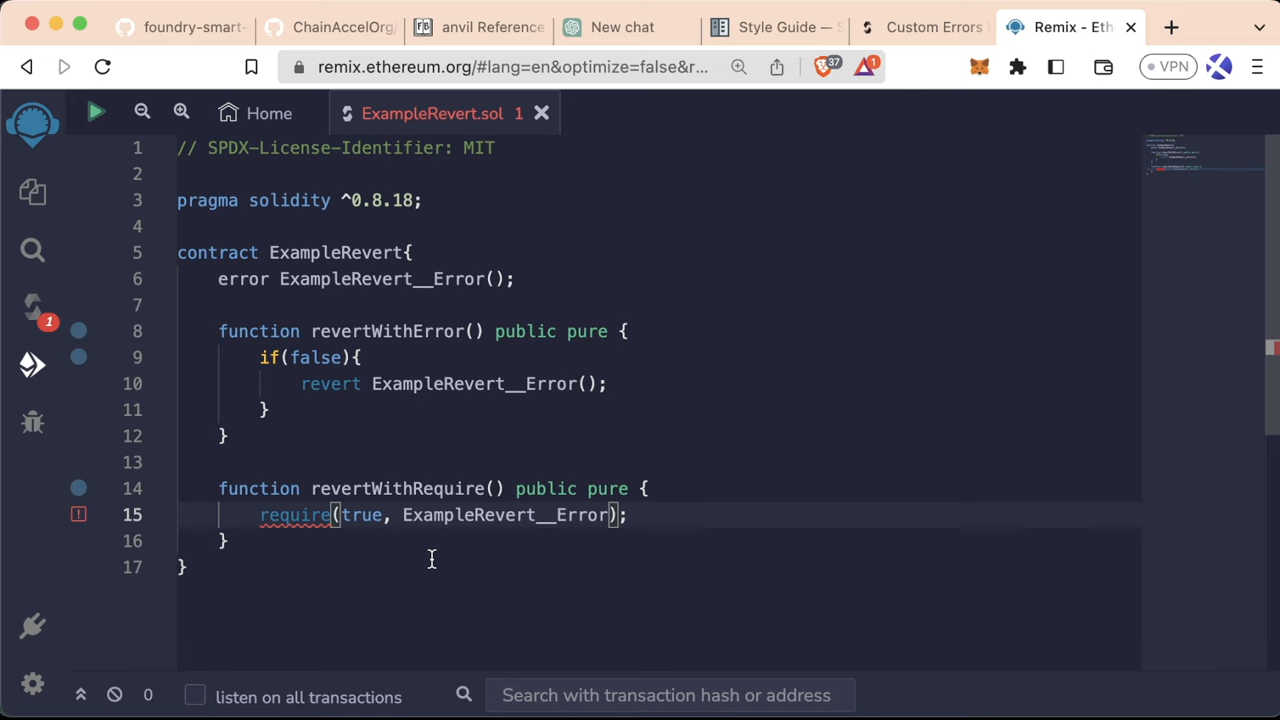 foundry-smart-
ChainAccelOrg/
anvil Reference
New chat
Style Guide — S
Custom Errors
Remix - Eth
remix.ethereum.org/#lang=en&optimize=false&r...
37
1
VPN
Home
ExampleRevert.sol 1
1 // SPDX-License-Identifier: MIT
2
3 pragma solidity ^0.8.18;
4
5 contract ExampleRevert{
6 error ExampleRevert__Error();
7
8 function revertWithError() public pure {
9 if(false){
10 revert ExampleRevert__Error();
11 }
12 }
13
14 function revertWithRequire() public pure {
15 require(true, ExampleRevert__Error);
16 }
17 }
1
0
listen on all transactions
Search with transaction hash or address